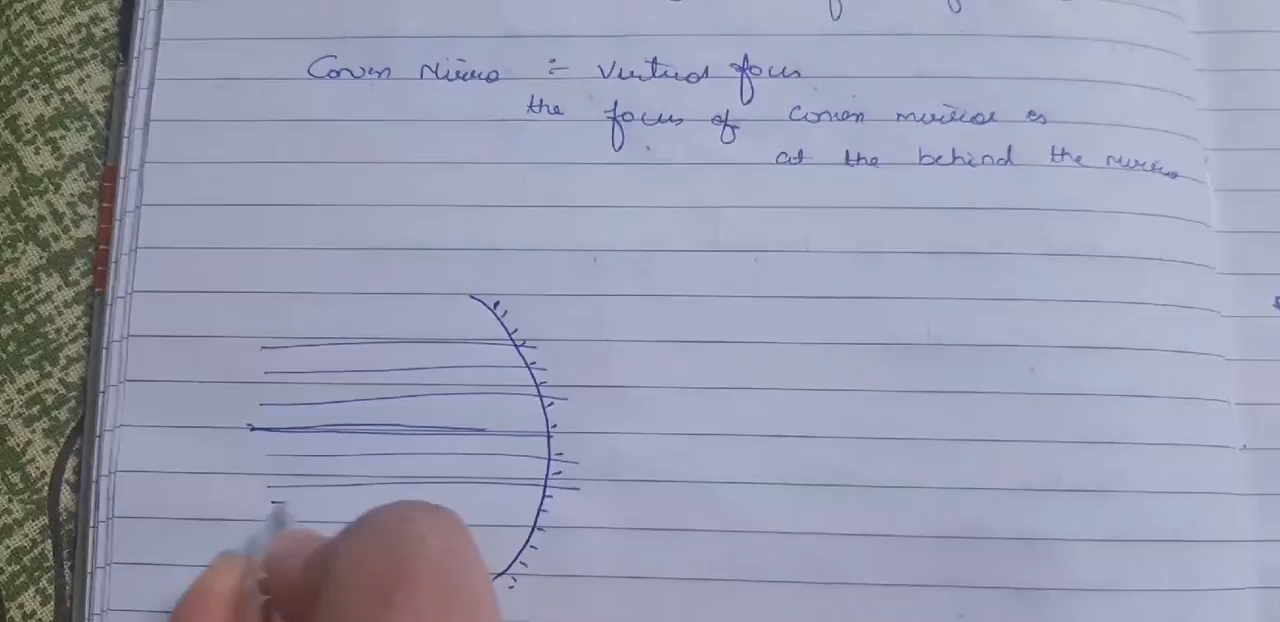 Convex Mirror :- Virtual focus
the focus of convex mirror is
at the behind the mirror